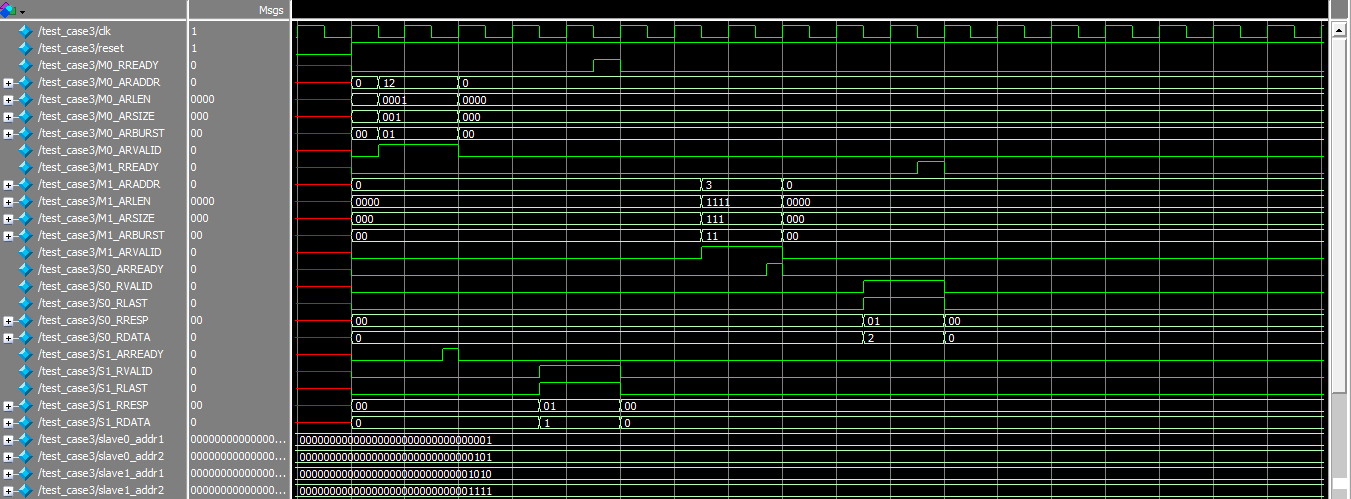 Msgs
/test_case3/clk 1
/test_case3/reset 1
/test_case3/M0_RREADY 0
/test_case3/M0_ARADDR 0 0 12 0
/test_case3/M0_ARLEN 0000 0001 0000
/test_case3/M0_ARSIZE 000 001 000
/test_case3/M0_ARBURST 00 00 01 00
/test_case3/M0_ARVALID 0
/test_case3/M1_RREADY 0
/test_case3/M1_ARADDR 0 0 3 0
/test_case3/M1_ARLEN 0000 0000 1111 0000
/test_case3/M1_ARSIZE 000 000 111 000
/test_case3/M1_ARBURST 00 00 11 00
/test_case3/M1_ARVALID 0
/test_case3/S0_ARREADY 0
/test_case3/S0_RVALID 0
/test_case3/S0_RLAST 0
/test_case3/S0_RRESP 00 00 01 00
/test_case3/S0_RDATA 0 0 2 0
/test_case3/S1_ARREADY 0
/test_case3/S1_RVALID 0
/test_case3/S1_RLAST 0
/test_case3/S1_RRESP 00 00 01 00
/test_case3/S1_RDATA 0 0 1 0
/test_case3/slave0_addr1 00000000000000... 00000000000000000000000000000001
/test_case3/slave0_addr2 00000000000000... 00000000000000000000000000000101
/test_case3/slave1_addr1 00000000000000... 00000000000000000000000000001010
/test_case3/slave1_addr2 00000000000000... 00000000000000000000000000001111